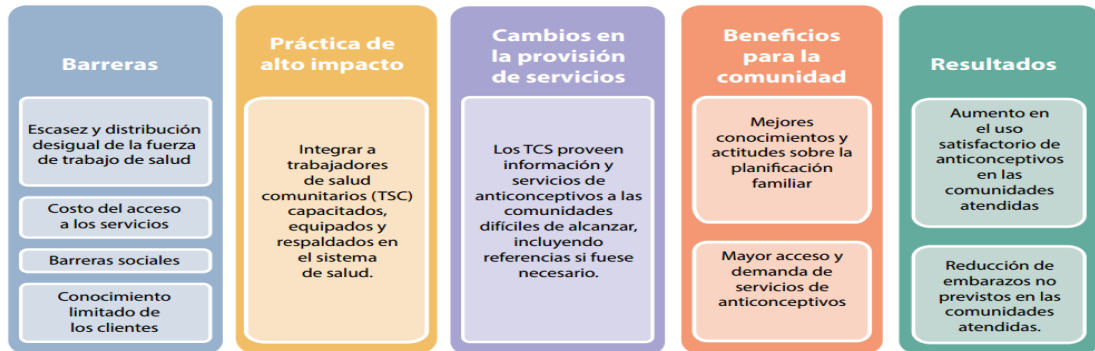 Barreras
Escasez y distribución
desigual de la fuerza
de trabajo de salud
Costo del acceso
a los servicios
Barreras sociales
Conocimiento
limitado de
los clientes
Práctica de
alto impacto
Integrar a
trabajadores
de salud
comunitarios (TSC)
capacitados,
equipados y
respaldados en
el sistema
de salud.
Cambios en
la provisión
de servicios
Los TCS proveen
información y
servicios de
anticonceptivos a las
comunidades
difíciles de alcanzar,
incluyendo
referencias si fuese
necesario.
Beneficios
para la
comunidad
Mejores
conocimientos y
actitudes sobre la
planificación
familiar
Mayor acceso y
demanda de
servicios de
anticonceptivos
Resultados
Aumento en
el uso
satisfactorio de
anticonceptivos
en las
comunidades
atendidas
Reducción de
embarazos no
previstos en las
comunidades
atendidas.